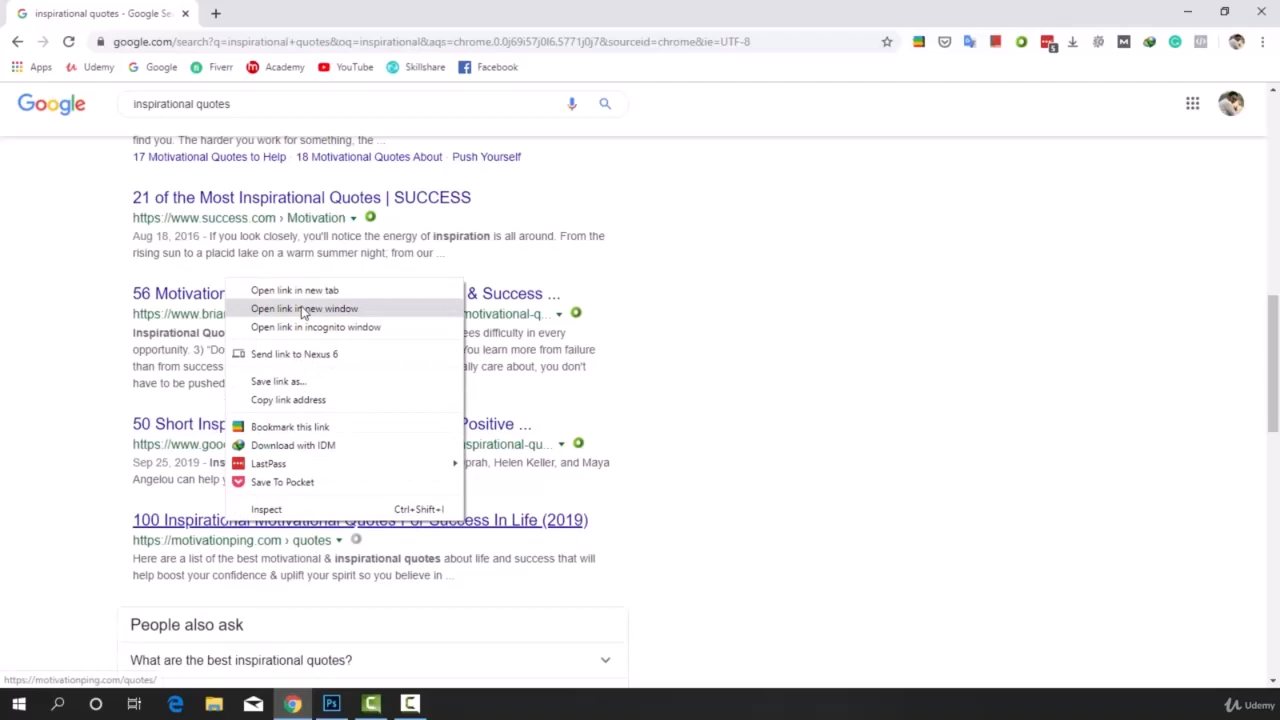 inspirational quotes - Google Se
google.com/search?q=inspirational+quotes&oq=inspirational&aqs=chrome.0.0j69i57j0l6.5771j0j7&sourceid=chrome&ie=UTF-8
5
Apps Udemy Google Fiverr Academy YouTube Skillshare Facebook
Google inspirational quotes
find you. The harder you work for something, the ...
17 Motivational Quotes to Help · 18 Motivational Quotes About · Push Yourself
21 of the Most Inspirational Quotes | SUCCESS
https://www.success.com › Motivation
Aug 18, 2016 - If you look closely, you'll notice the energy of inspiration is all around. From the
rising sun to a placid lake on a warm summer night; from our ...
56 Motivation & Success ...
https://www.bria motivational-q...
Inspirational Quo ees difficulty in every
opportunity. 3) "Do You learn more from failure
than from success ally care about, you don't
have to be pushed
Open link in new tab
Open link in new window
Open link in incognito window
Send link to Nexus 6
Save link as...
Copy link address
Bookmark this link
Download with IDM
LastPass
Save To Pocket
Inspect Ctrl+Shift+I
50 Short Insp Positive ...
https://www.goo spirational-qu...
Sep 25, 2019 - Ins prah, Helen Keller, and Maya
Angelou can help y
100 Inspirational Motivational Quotes For Success In Life (2019)
https://motivationping.com › quotes
Here are a list of the best motivational & inspirational quotes about life and success that will
help boost your confidence & uplift your spirit so you believe in ...
People also ask
What are the best inspirational quotes?
https://motivationping.com/quotes/
Udemy